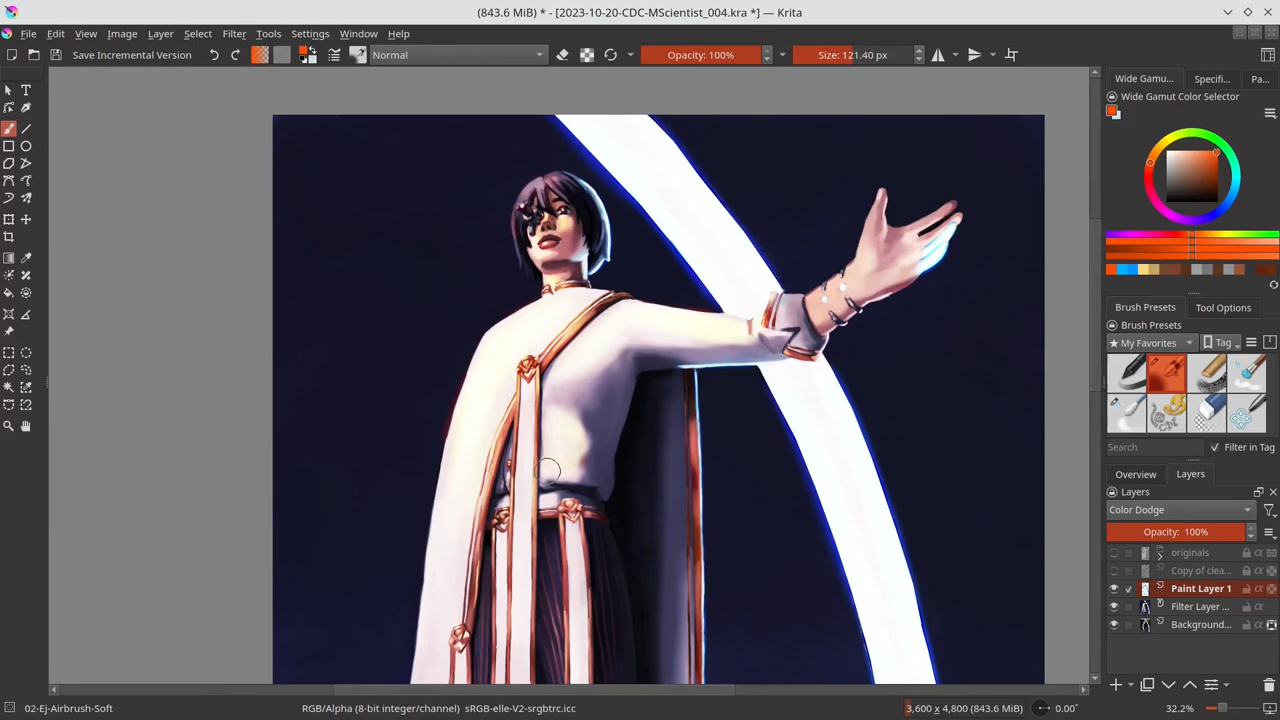 (843.6 MiB) * - [2023-10-20-CDC-MScientist_004.kra *] — Krita
File Edit View Image Layer Select Filter Tools Settings Window Help
Save Incremental Version Normal Opacity: 100% Size: 121.40 px
Wide Gamu... Specifi... Pa...
Wide Gamut Color Selector
Brush Presets Tool Options
Brush Presets
★ My Favorites Tag
Search Filter in Tag
Overview Layers
Layers
Color Dodge
Opacity: 100%
originals
Copy of clea...
Paint Layer 1
Filter Layer ...
Background...
02-Ej-Airbrush-Soft RGB/Alpha (8-bit integer/channel) sRGB-elle-V2-srgbtrc.icc 3,600 x 4,800 (843.6 MiB) 0.00° 32.2%